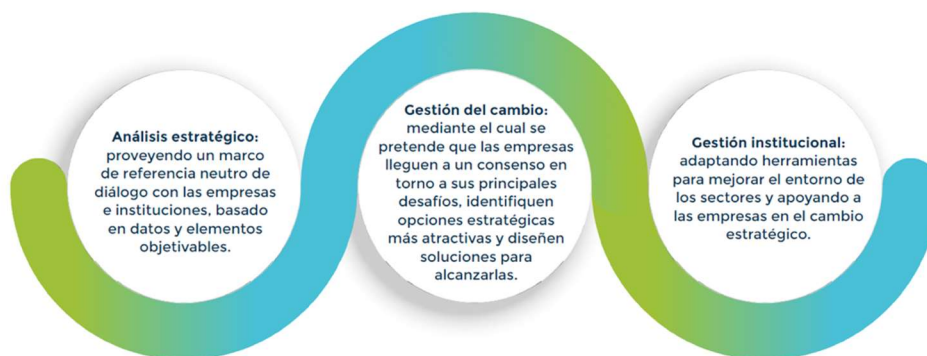 Análisis estratégico:
proveyendo un marco
de referencia neutro de
diálogo con las empresas
e instituciones, basado
en datos y elementos
objetivables.
Gestión del cambio:
mediante el cual se
pretende que las empresas
lleguen a un consenso en
torno a sus principales
desafíos, identifiquen
opciones estratégicas
más atractivas y diseñen
soluciones para
alcanzarlas.
Gestión institucional:
adaptando herramientas
para mejorar el entorno de
los sectores y apoyando a
las empresas en el cambio
estratégico.